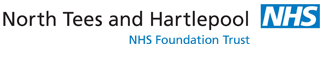 North Tees and Hartlepool NHS
NHS Foundation Trust